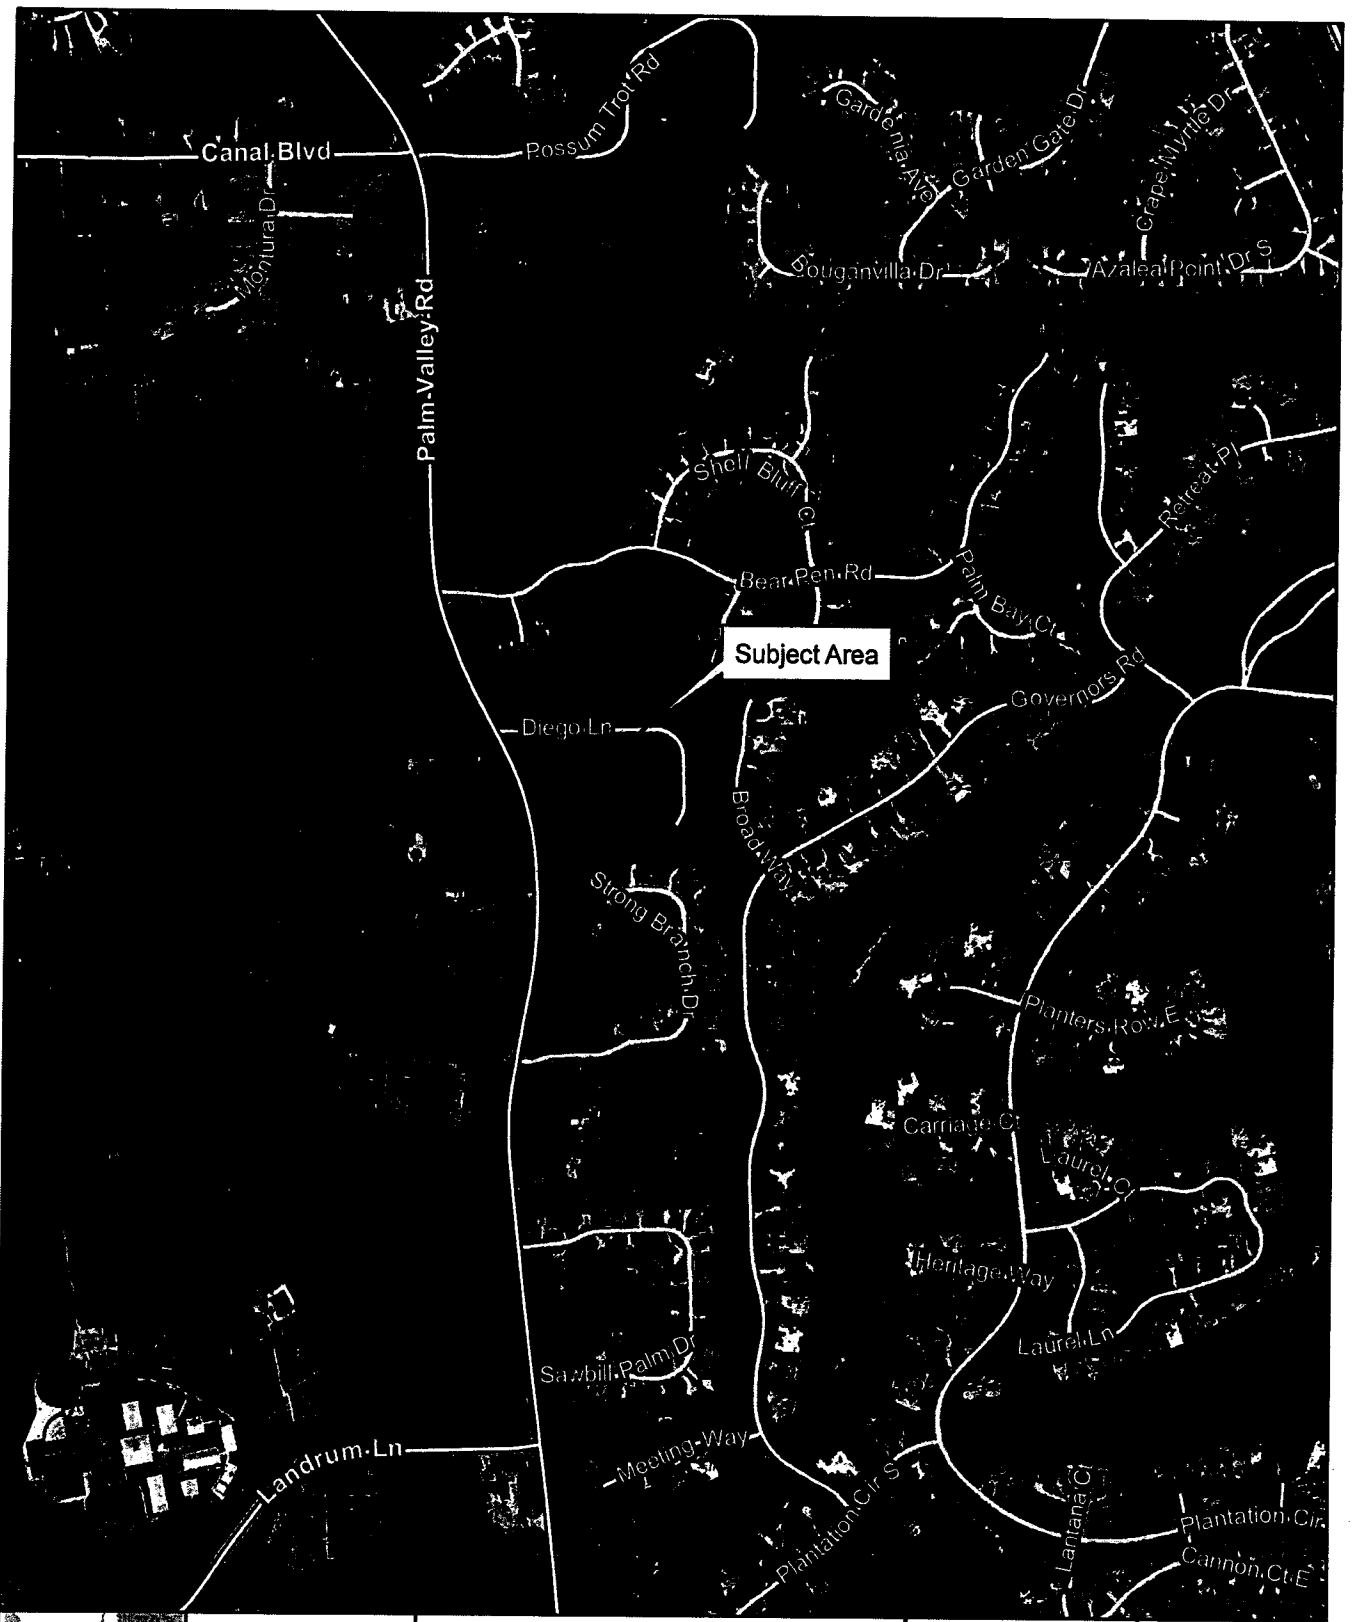 Possum Trot Rd
Gardenia Ave
Garden Gate Dr
Crape Myrtle Dr
Canal Blvd
Montura Dr
Bouganvilla Dr
Azalea Point Dr S
Palm Valley Rd
Shell Bluff Ct
Retreat Pl
Bear Pen Rd
Palm Bay Ct
Subject Area
Governors Rd
Diego Ln
Broad Way
Strong Branch Dr
Planters Row E
Carriage Ct
Laurel Ct
Heritage Way
Laurel Ln
Sawbill Palm Dr
Meeting Way
Landrum Ln
Plantation Cir S
Lantana Ct
Plantation Cir
Cannon Ct E